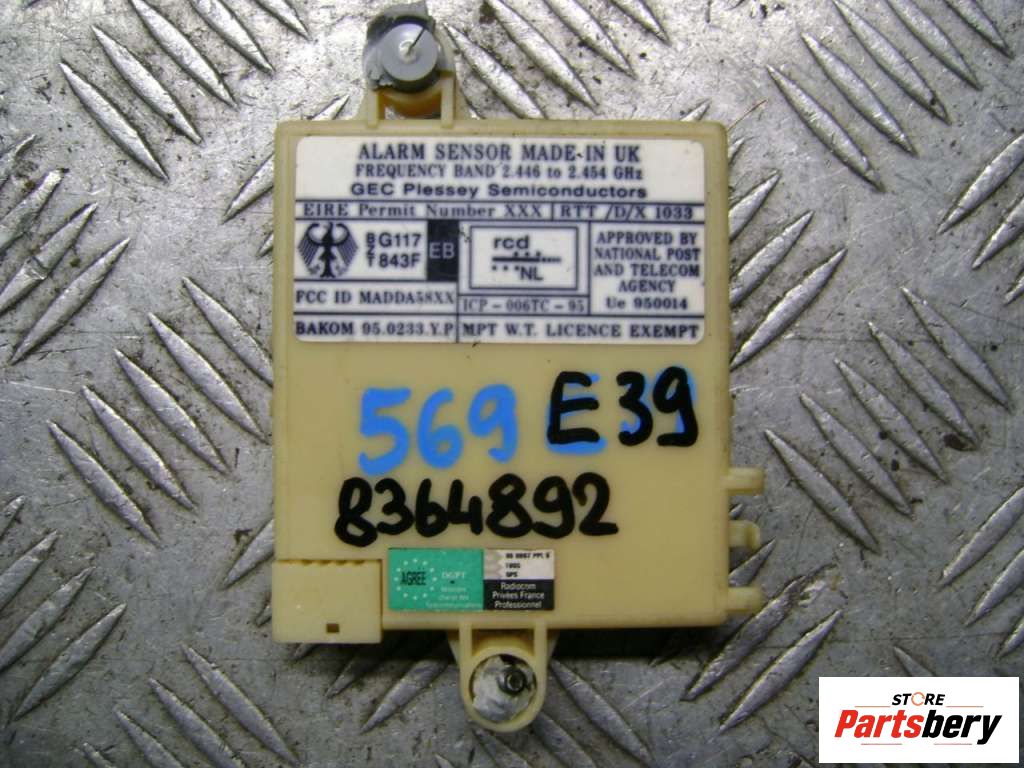 ALARM SENSOR MADE-IN UK
FREQUENCY BAND 2.446 to 2.454 GHz
GEC Plessey Semiconductors
EIRE Permit Number XXX RTT /D/X 1033
G117
843F
EB
rcd
NL
APPROVED BY
NATIONAL POST
AND TELECOM
AGENCY
Ue 950014
FCC ID MADDA58XX
ICP-006TC-95
BAKOM 95.0233.Y.P
MPT W.T. LICENCE EXEMPT
569 E39
8364892
AGREE
DGPT
Radiocom
Privées France
Professionnel
STORE
Partsbery